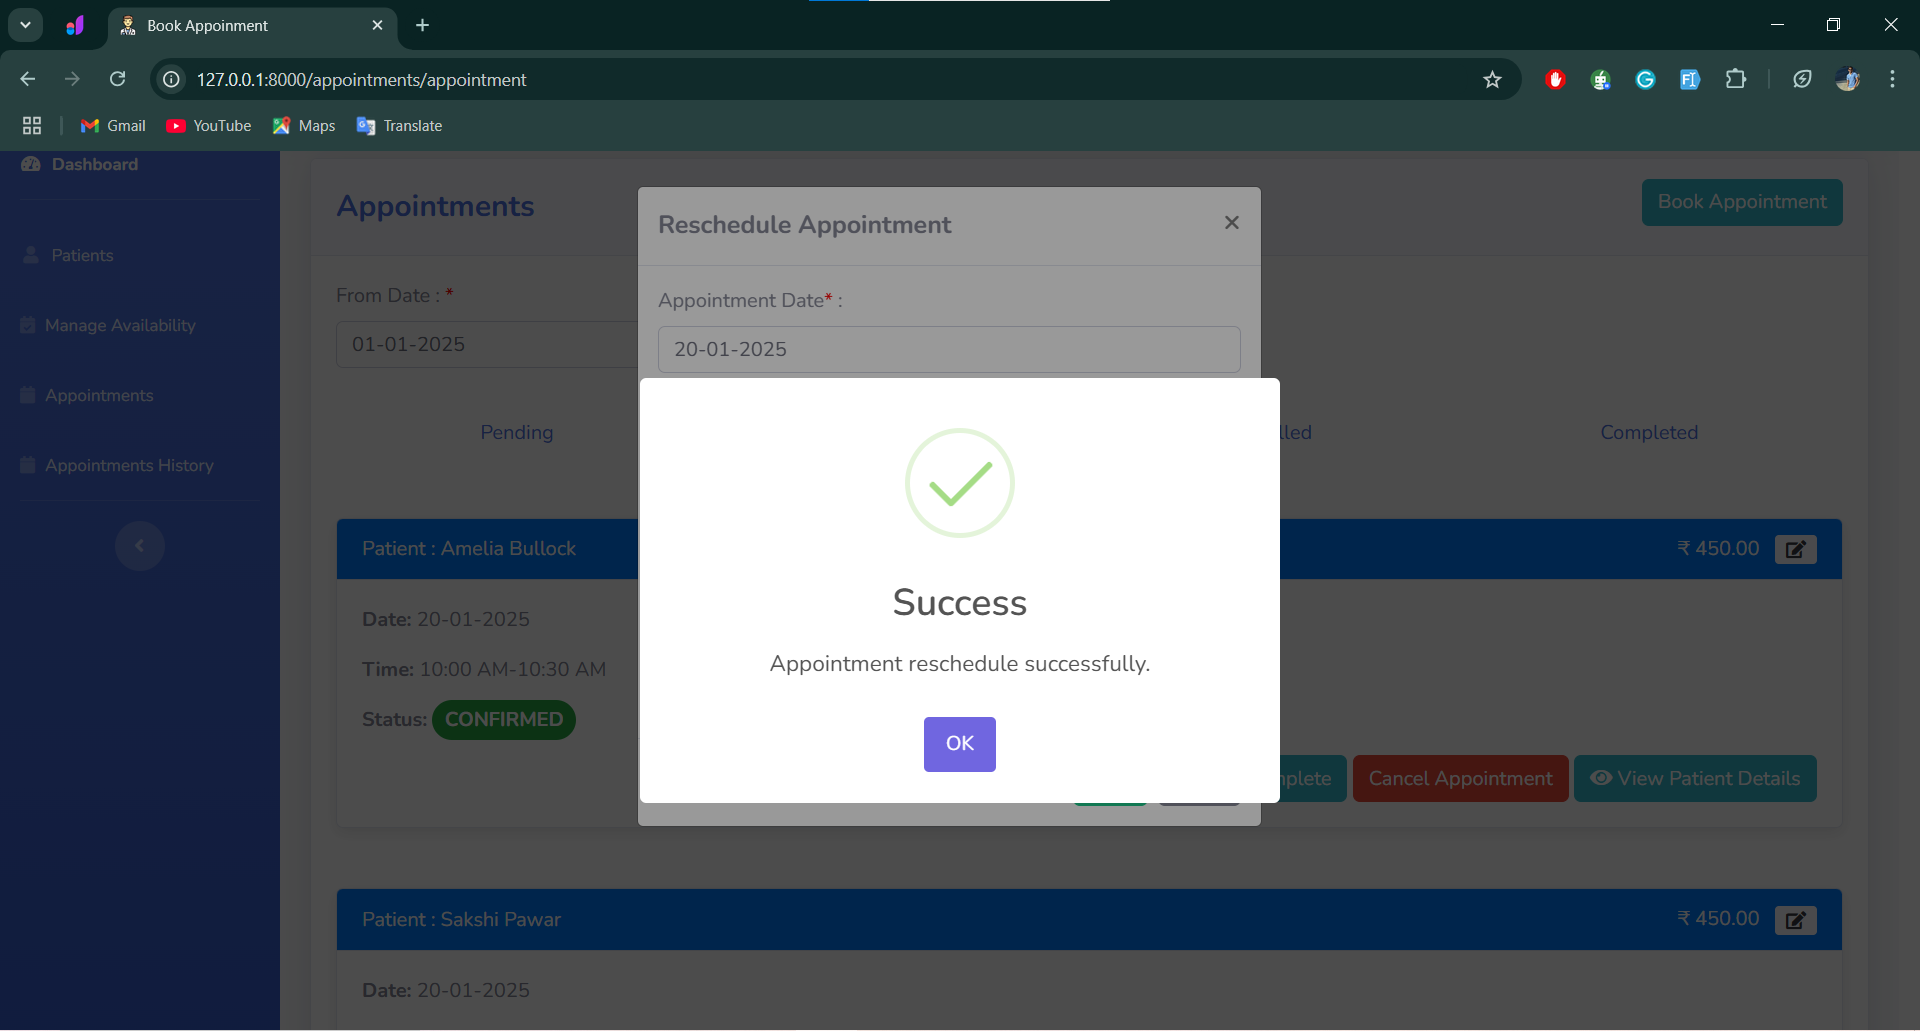 Book Appoinment
127.0.0.1:8000/appointments/appointment
Gmail YouTube Maps Translate
Dashboard
Patients
Manage Availability
Appointments
Appointments History
Appointments
Book Appointment
From Date : *
01-01-2025
Pending
lled
Completed
Reschedule Appointment
Appointment Date* :
20-01-2025
Success
Appointment reschedule successfully.
OK
Patient : Amelia Bullock
₹ 450.00
Date: 20-01-2025
Time: 10:00 AM-10:30 AM
Status: CONFIRMED
nplete
Cancel Appointment
View Patient Details
Patient : Sakshi Pawar
₹ 450.00
Date: 20-01-2025